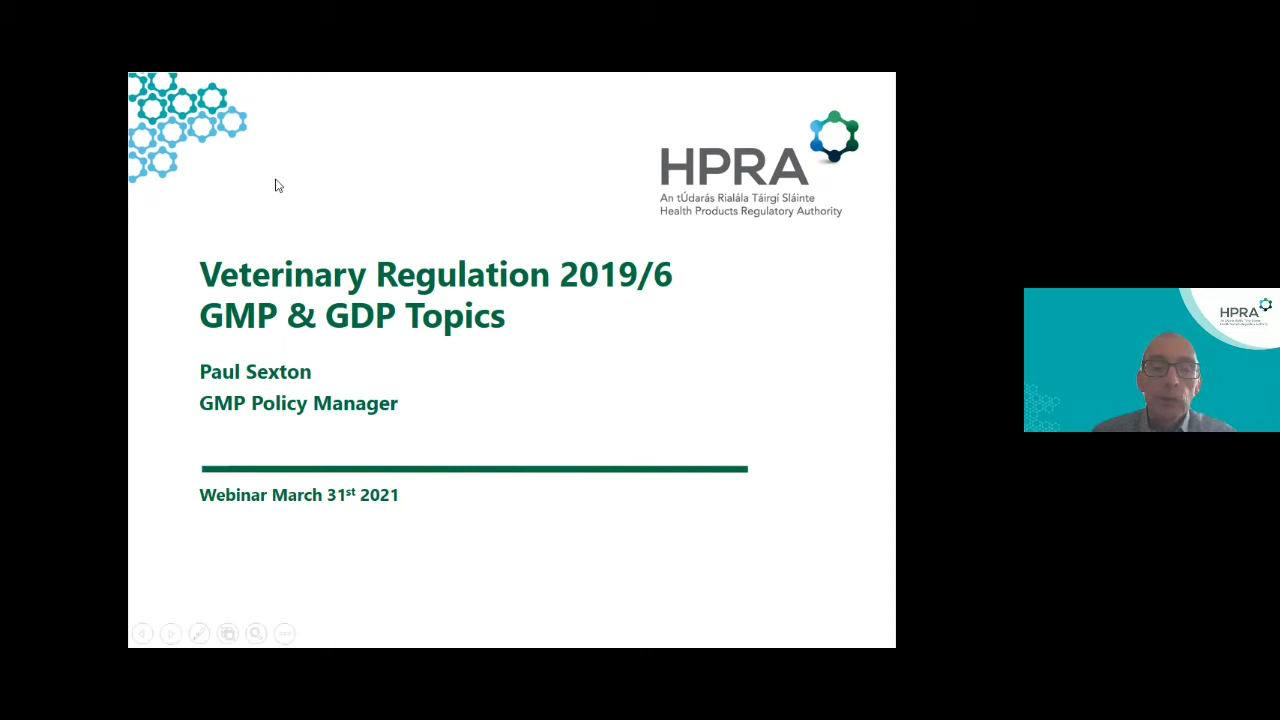 HPRA
An tÚdarás Rialála Táirgí Sláinte
Health Products Regulatory Authority
Veterinary Regulation 2019/6
GMP & GDP Topics
Paul Sexton
GMP Policy Manager
Webinar March 31st 2021
HPRA